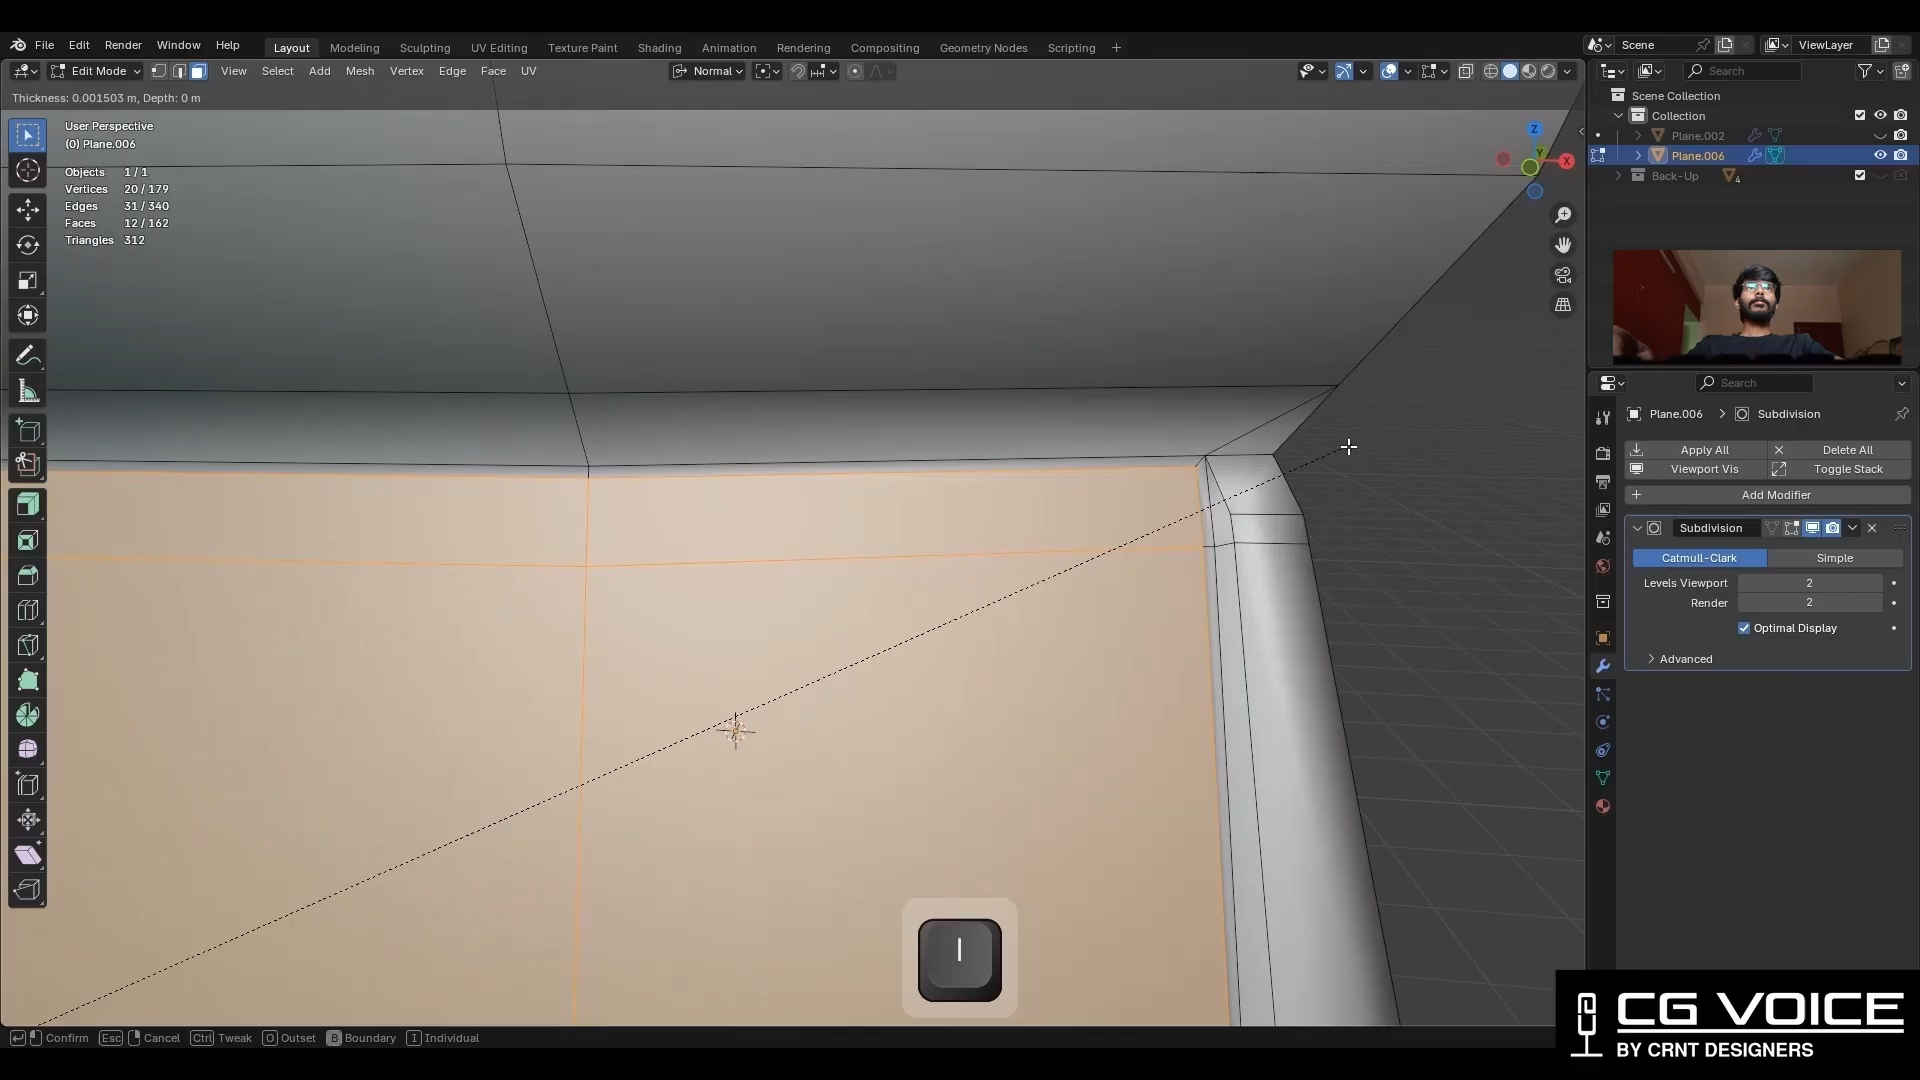 File Edit Render Window Help Layout Modeling Sculpting UV Editing Texture Paint Shading Animation Rendering Compositing Geometry Nodes Scripting + Scene ViewLayer
Edit Mode View Select Add Mesh Vertex Edge Face UV Normal Search
Thickness: 0.001503 m, Depth: 0 m
Scene Collection
Collection
Plane.002
Plane.006
Back-Up 4
User Perspective
(0) Plane.006
Objects 1 / 1
Vertices 20 / 179
Edges 31 / 340
Faces 12 / 162
Triangles 312
Z
Y
X
Search
Plane.006 > Subdivision
Apply All Delete All
Viewport Vis Toggle Stack
Add Modifier
Subdivision
Catmull-Clark Simple
Levels Viewport 2
Render 2
Optimal Display
Advanced
I
Confirm Esc Cancel Ctrl Tweak O Outset B Boundary I Individual
CG VOICE
BY CRNT DESIGNERS